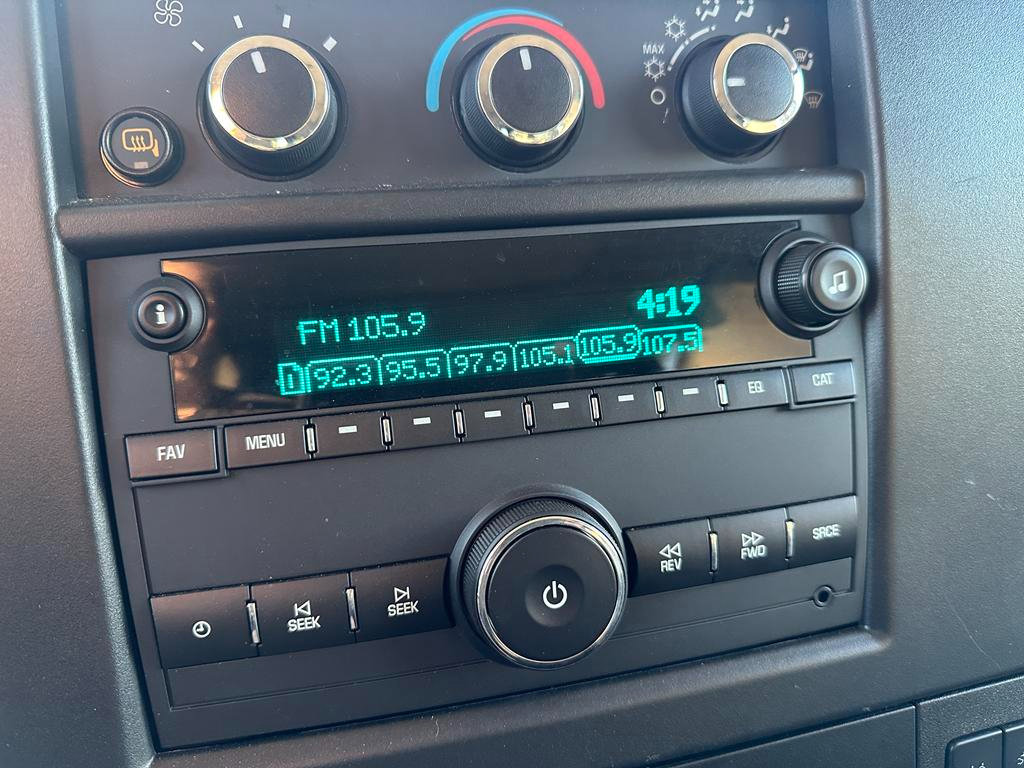 MAX
i
FM 105.9
4:19
1 92.3 95.5 97.9 105.1 105.9 107.5
FAV
MENU
EQ
CAT
SEEK
SEEK
REV
FWD
SRCE